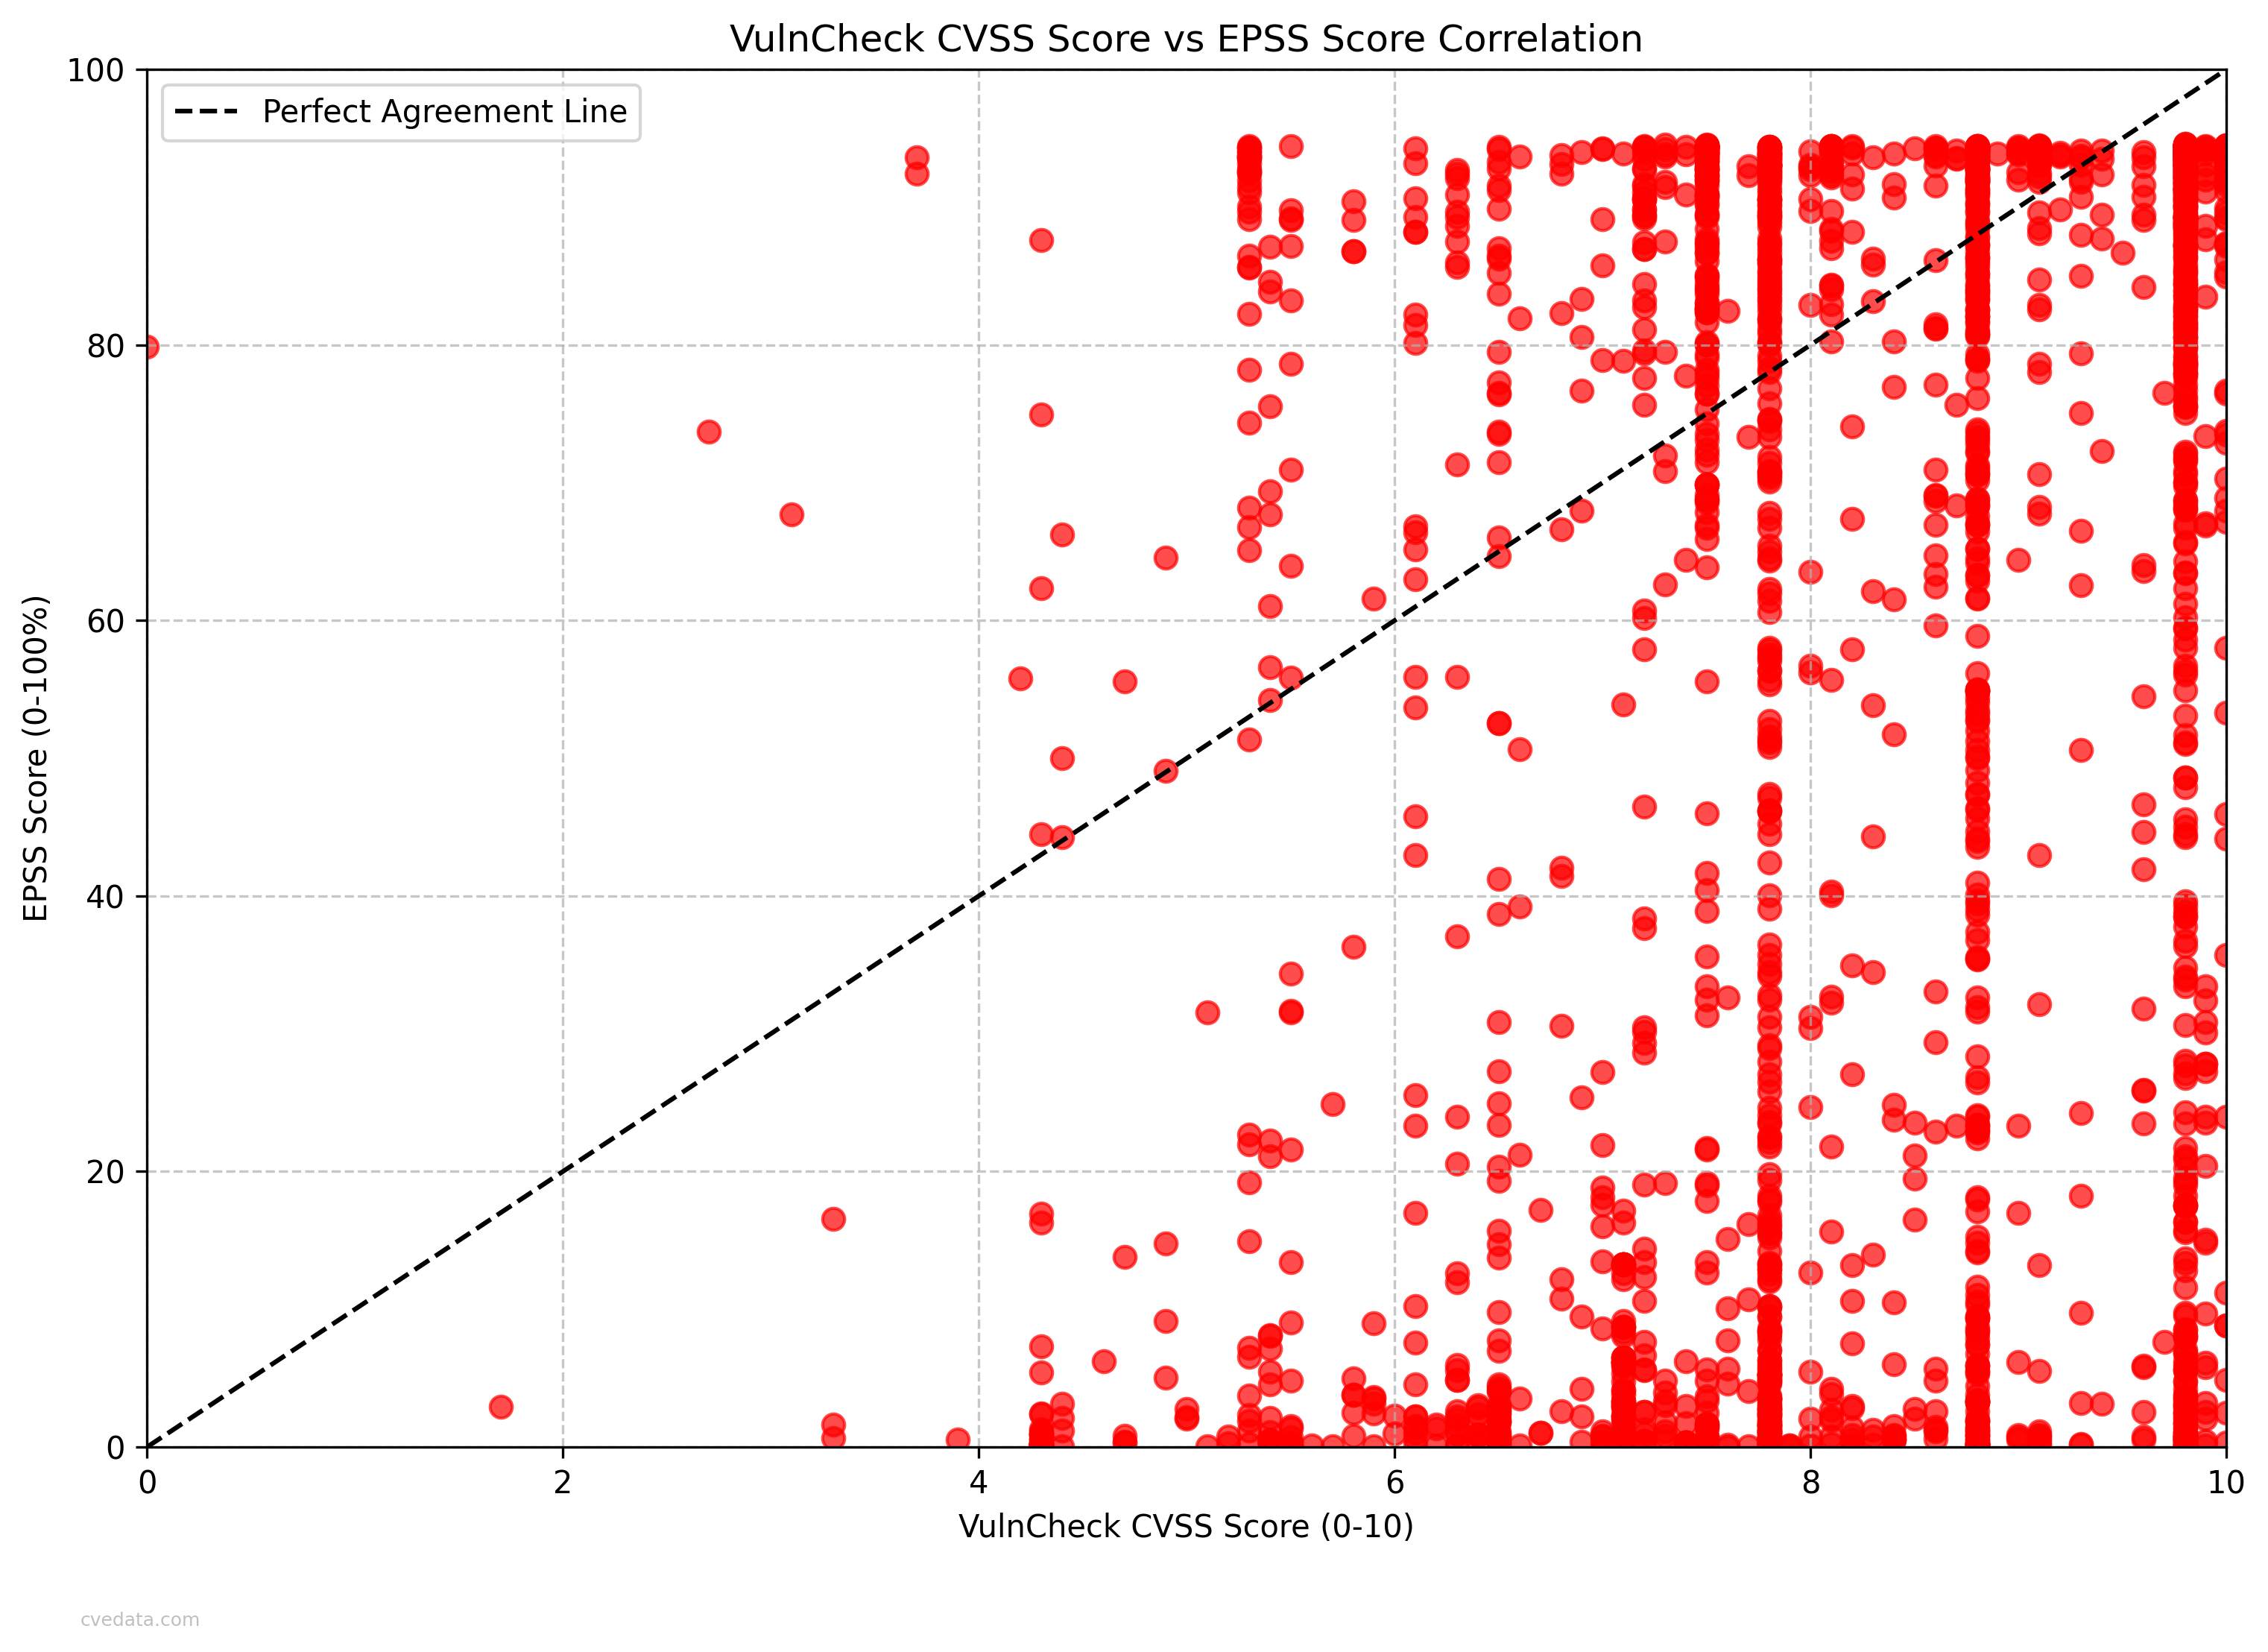 VulnCheck CVSS Score vs EPSS Score Correlation
Perfect Agreement Line
EPSS Score (0-100%)
100
80
60
40
20
0
0 2 4 6 8 10
VulnCheck CVSS Score (0-10)
cvedata.com